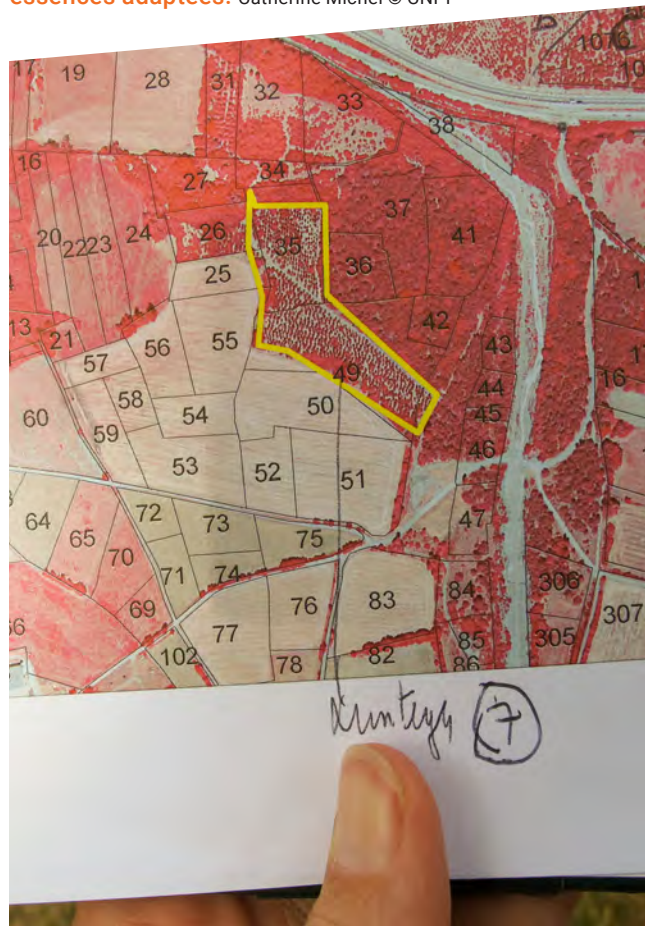 essences adaptées. Catherine Michel © CNPF
17 19 28 31 32 33 38 1076 10
16 27 34 37 41
20 22 23 24 26 35 36
25 42
13 21 57 56 55 43
49 44 16
60 58 54 50 45
59 53 52 51 46
64 72 73 75 47
65 70 71 74 76 83 84 306
69 77 85 305 307
102 78 82 86
7